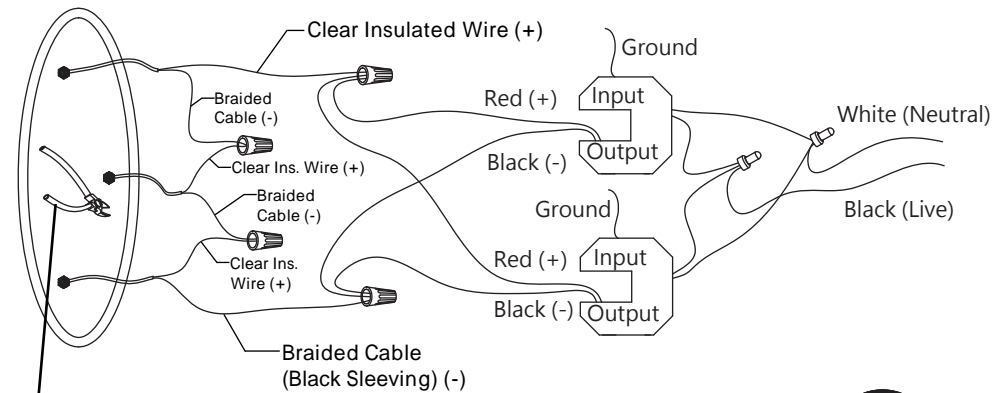 Clear Insulated Wire (+)
Ground
Braided
Cable (-)
Red (+)
Input
White (Neutral)
Clear Ins. Wire (+)
Black (-)
Output
Braided
Cable (-)
Ground
Black (Live)
Clear Ins.
Wire (+)
Red (+)
Input
Black (-)
Output
Braided Cable
(Black Sleeving) (-)